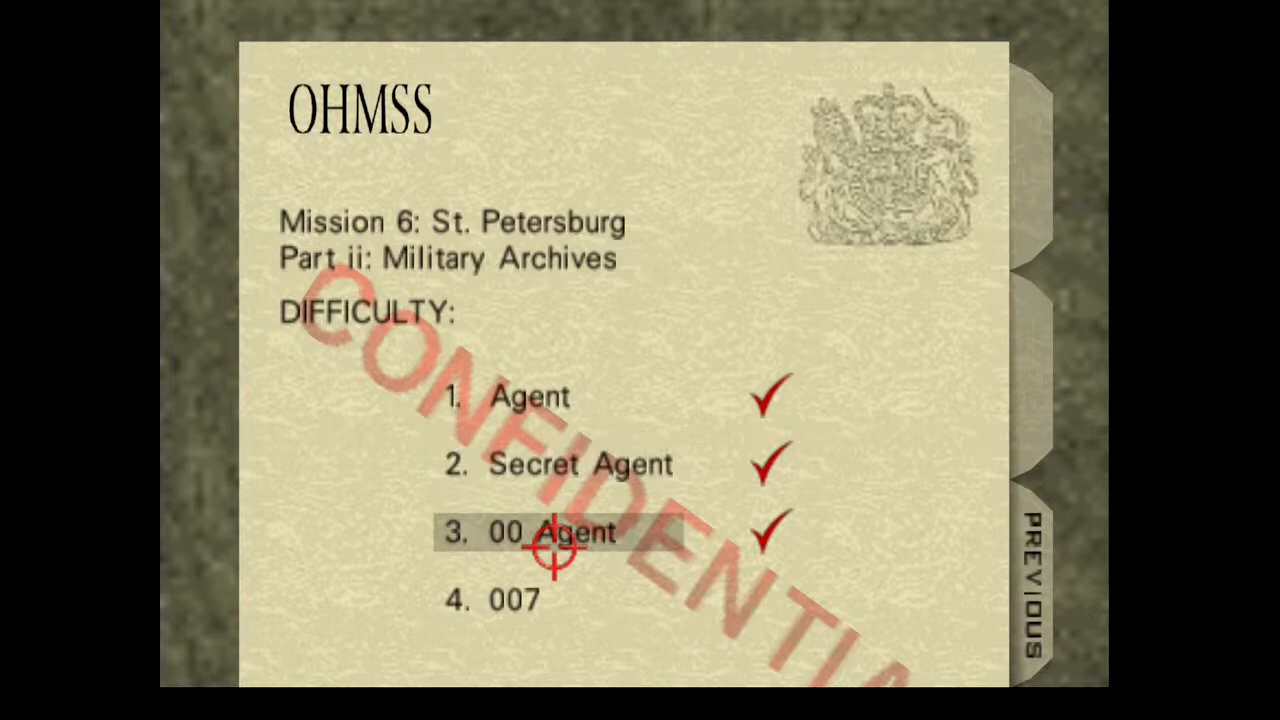 OHMSS
Mission 6: St. Petersburg
Part ii: Military Archives
DIFFICULTY:
1. Agent
2. Secret Agent
3. 00 Agent
4. 007
CONFIDENTIA
PREVIOUS